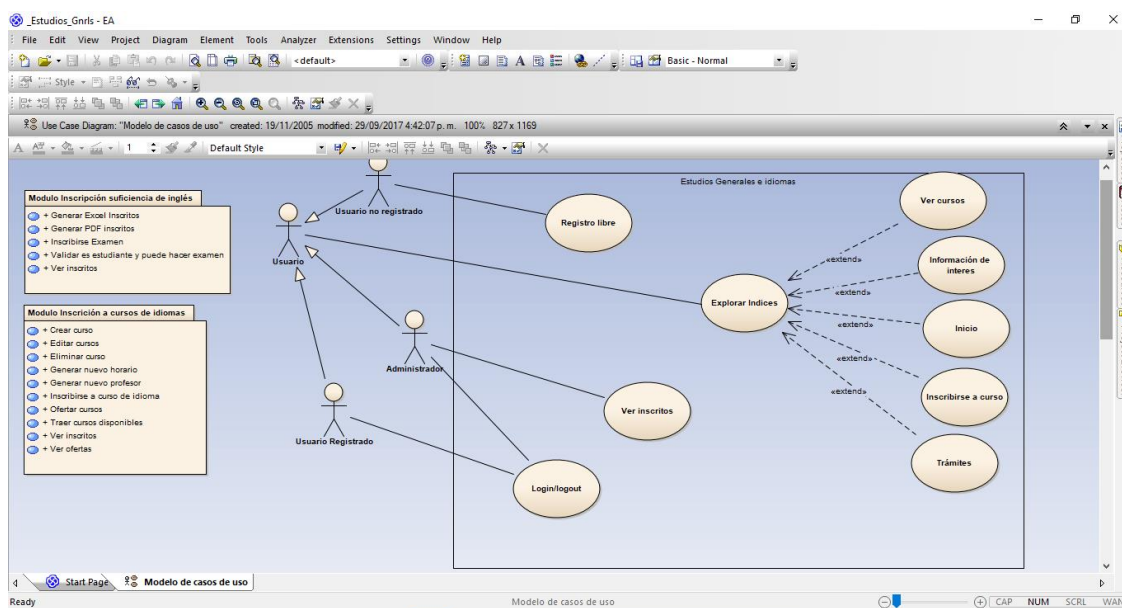 _Estudios_Gnrls - EA
File Edit View Project Diagram Element Tools Analyzer Extensions Settings Window Help
<default>
Basic - Normal
Style
Use Case Diagram: "Modelo de casos de uso" created: 19/11/2005 modified: 29/09/2017 4:42:07 p. m. 100% 827 x 1169
1 Default Style
Modulo Inscripción suficiencia de inglés
+ Generar Excel Inscritos
+ Generar PDF inscritos
+ Inscribirse Examen
+ Validar es estudiante y puede hacer examen
+ Ver inscritos
Modulo Inscrición a cursos de idiomas
+ Crear curso
+ Editar cursos
+ Eliminar curso
+ Generar nuevo horario
+ Generar nuevo profesor
+ Inscribirse a curso de idioma
+ Ofertar cursos
+ Traer cursos disponibles
+ Ver inscritos
+ Ver ofertas
Usuario no registrado
Usuario
Administrador
Usuario Registrado
Estudios Generales e idiomas
Registro libre
Explorar Indices
Ver inscritos
Login/logout
«extend»
«extend»
«extend»
«extend»
«extend»
Ver cursos
Información de
interes
Inicio
Inscribirse a curso
Trámites
Start Page Modelo de casos de uso
Ready Modelo de casos de uso CAP NUM SCRL WAN